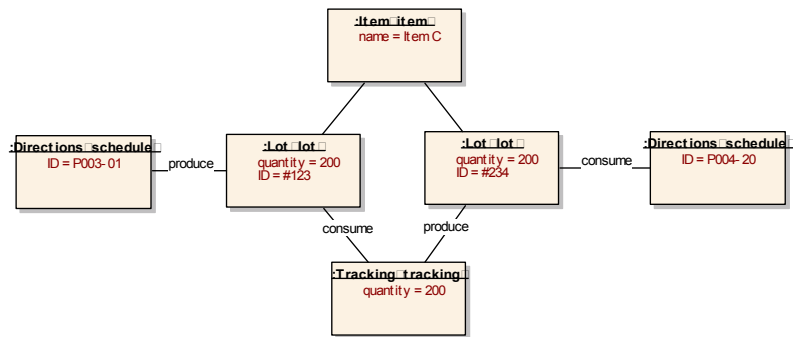 :Item item
name = Item C
:Directions schedule
ID = P003-01
produce
:Lot lot
quantity = 200
ID = #123
:Lot lot
quantity = 200
ID = #234
consume
:Directions schedule
ID = P004-20
consume
produce
:Tracking tracking
quantity = 200